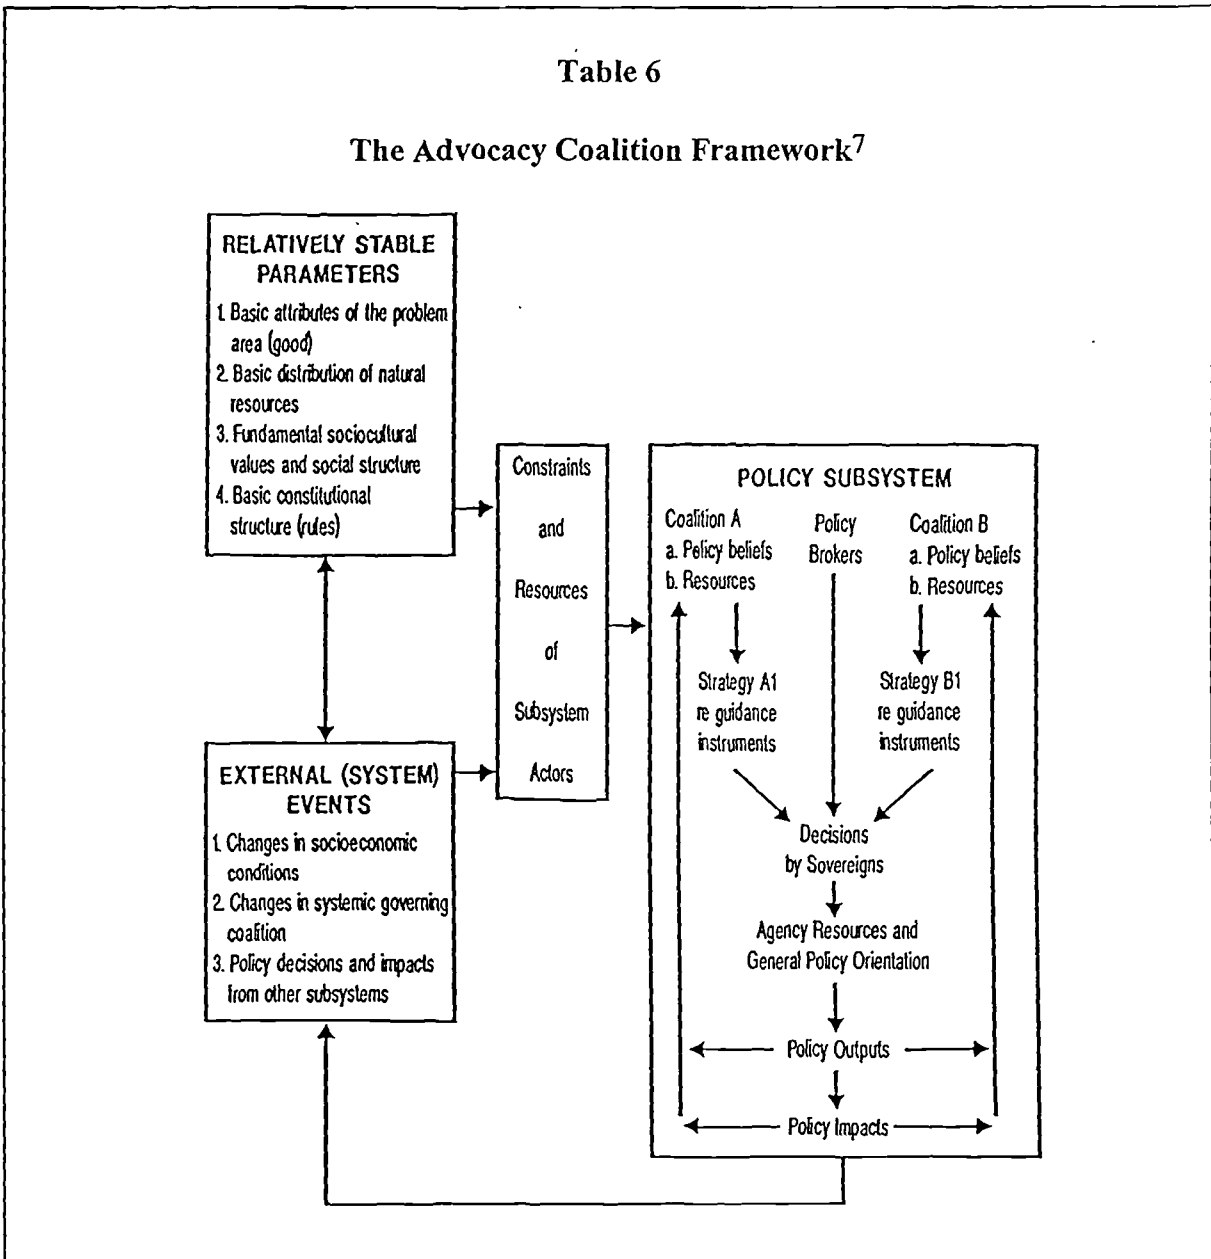 Table 6
The Advocacy Coalition Framework7
RELATIVELY STABLE
PARAMETERS
1. Basic attributes of the problem
area (good)
2. Basic distribution of natural
resources
3. Fundamental sociocultural
values and social structure
4. Basic constitutional
structure (rules)
EXTERNAL (SYSTEM)
EVENTS
1. Changes in socioeconomic
conditions
2. Changes in systemic governing
coalition
3. Policy decisions and impacts
from other subsystems
Constraints
and
Resources
of
Subsystem
Actors
POLICY SUBSYSTEM
Coalition A
a. Policy beliefs
b. Resources
Policy
Brokers
Coalition B
a. Policy beliefs
b. Resources
Strategy A1
re guidance
instruments
Strategy B1
re guidance
instruments
Decisions
by Sovereigns
Agency Resources and
General Policy Orientation
Policy Outputs
Policy Impacts